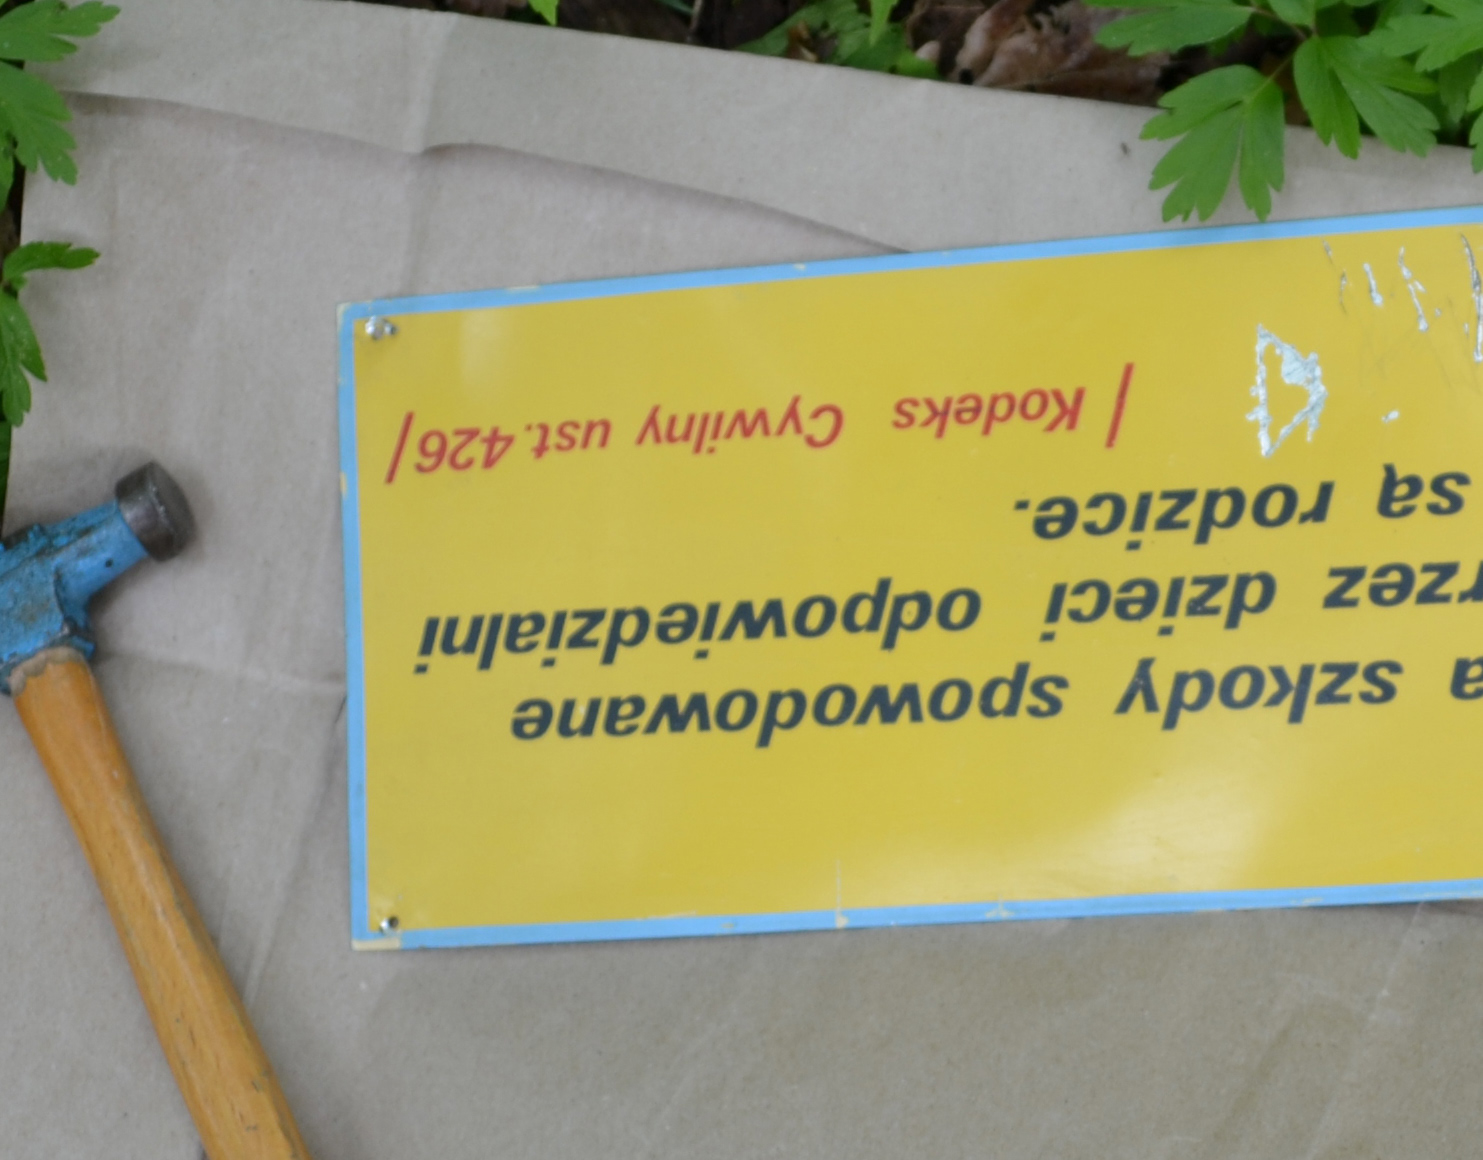 a szkody spowodowane
rzez dzieci odpowiedzialni
są rodzice.
/Kodeks Cywilny ust. 426/